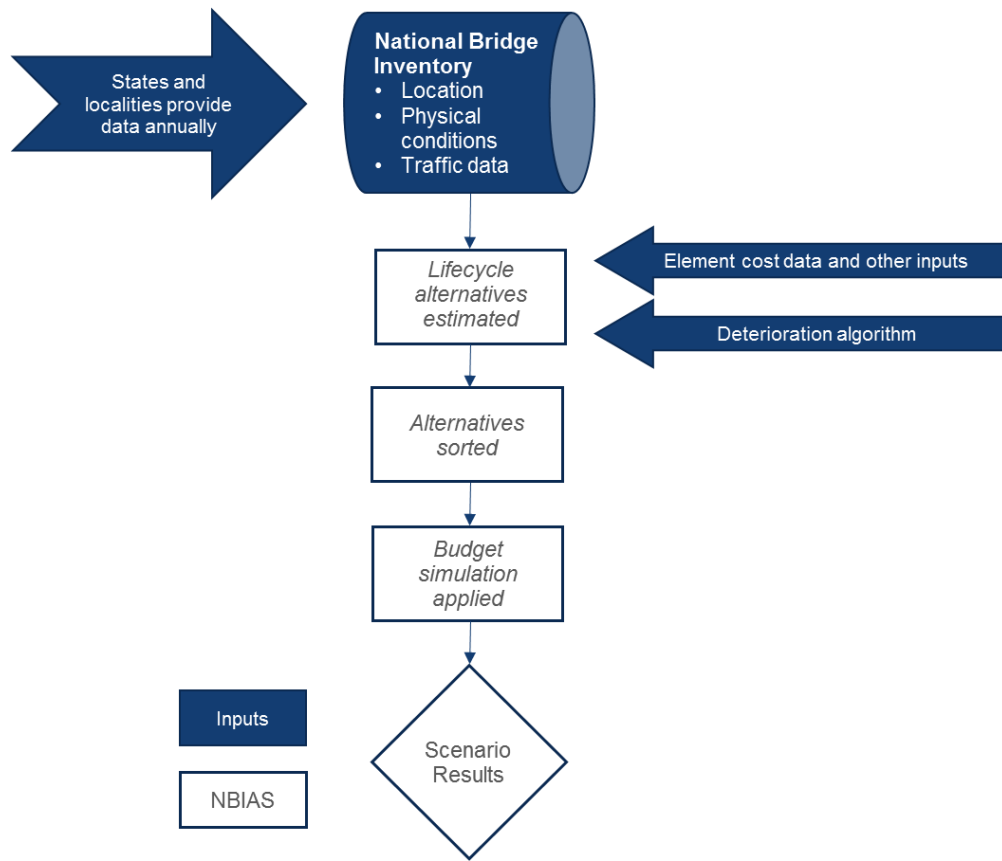 States and
localities provide
data annually
National Bridge
Inventory
• Location
• Physical
conditions
• Traffic data
Lifecycle
alternatives
estimated
Element cost data and other inputs
Deterioration algorithm
Alternatives
sorted
Budget
simulation
applied
Scenario
Results
Inputs
NBIAS